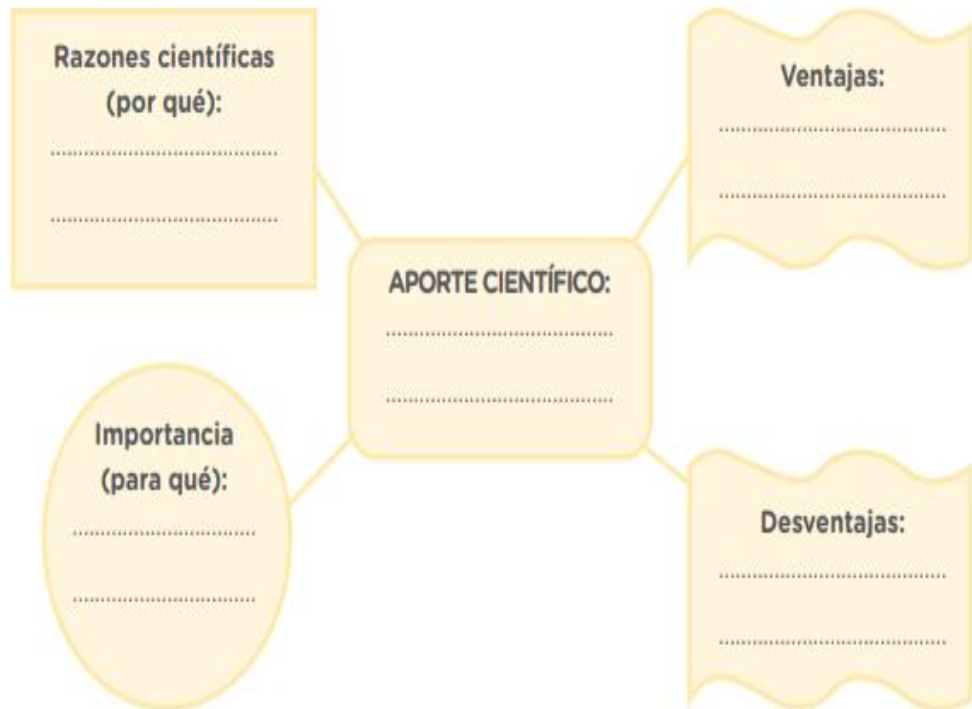 Razones científicas
(por qué):
........................................
........................................
Ventajas:
........................................
........................................
APORTE CIENTÍFICO:
........................................
........................................
Importancia
(para qué):
................................
................................
Desventajas:
........................................
........................................